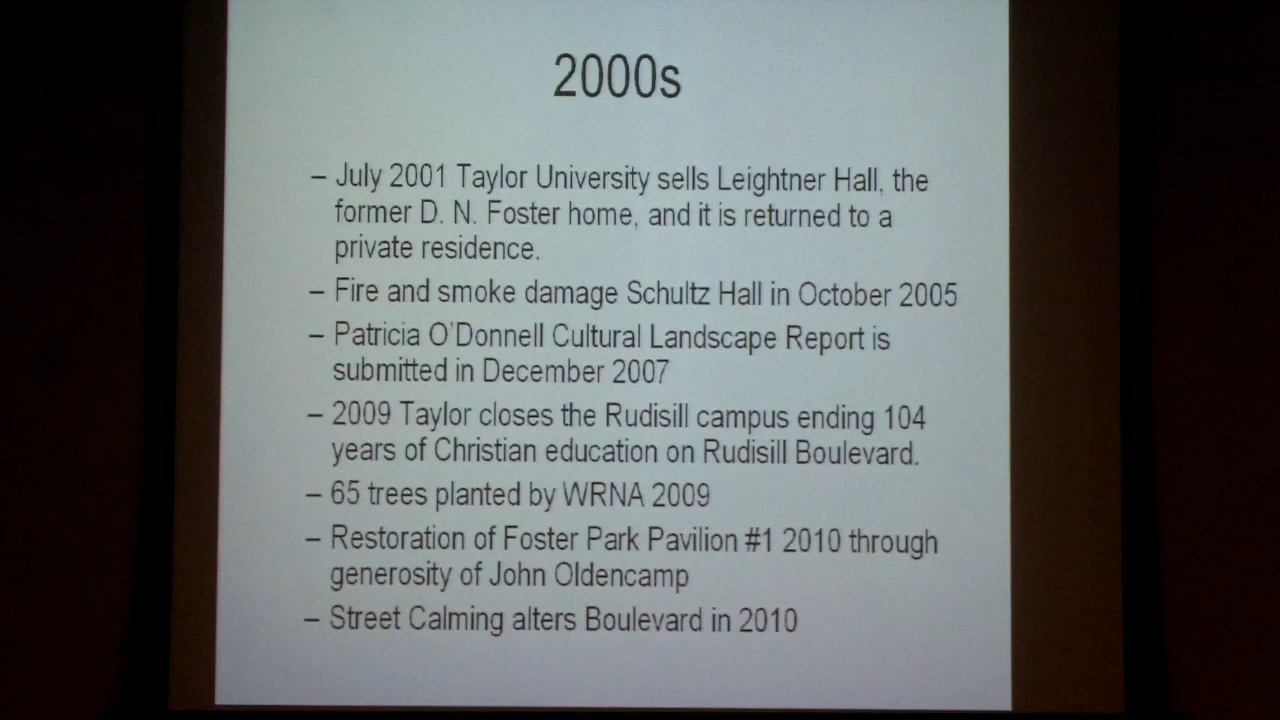 2000s
– July 2001 Taylor University sells Leightner Hall, the
former D. N. Foster home, and it is returned to a
private residence.
– Fire and smoke damage Schultz Hall in October 2005
– Patricia O'Donnell Cultural Landscape Report is
submitted in December 2007
– 2009 Taylor closes the Rudisill campus ending 104
years of Christian education on Rudisill Boulevard.
– 65 trees planted by WRNA 2009
– Restoration of Foster Park Pavilion #1 2010 through
generosity of John Oldencamp
– Street Calming alters Boulevard in 2010